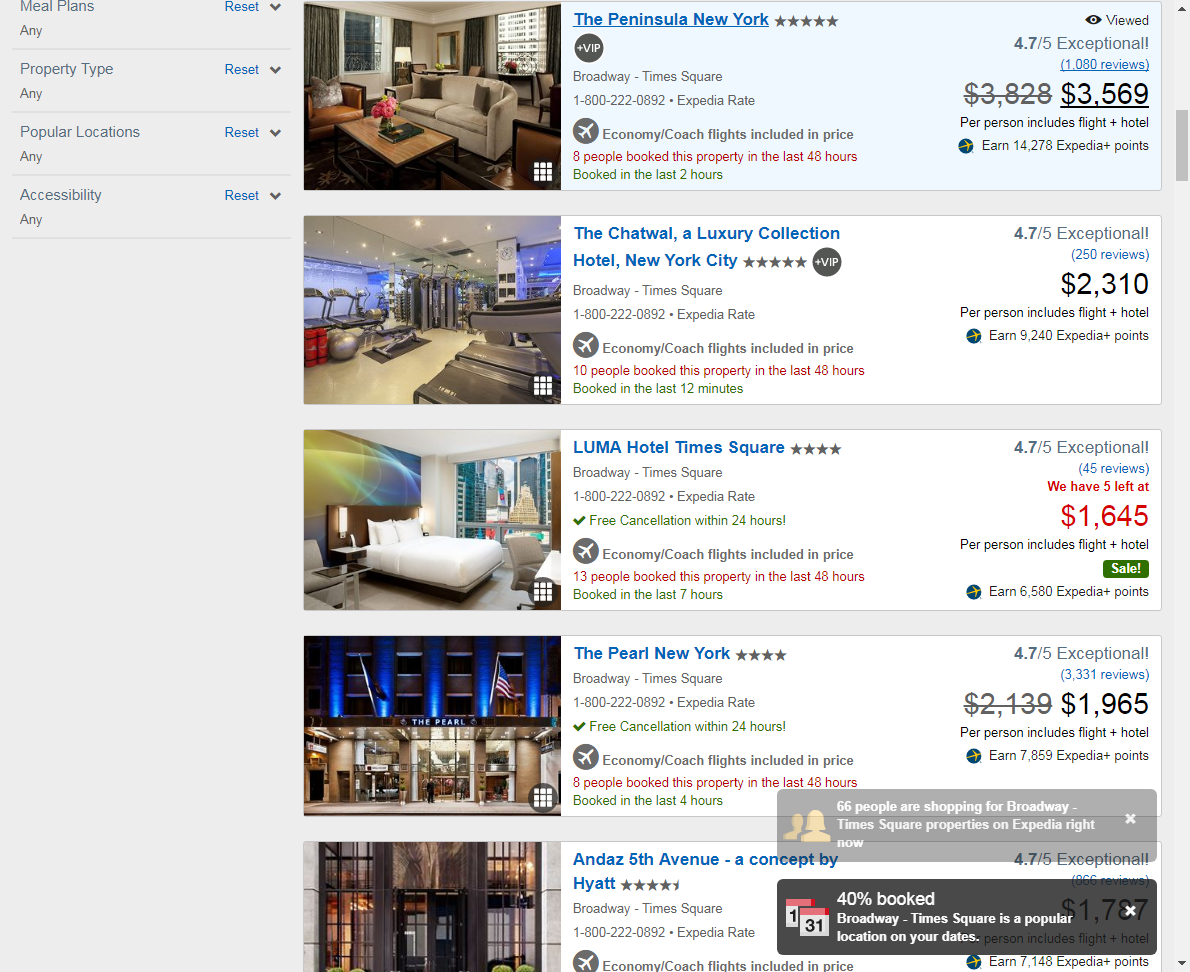 Meal Plans Reset
Any
Property Type Reset
Any
Popular Locations Reset
Any
Accessibility Reset
Any
The Peninsula New York
Viewed
+VIP
4.7/5 Exceptional!
(1,080 reviews)
Broadway - Times Square
$3,828 $3,569
1-800-222-0892 • Expedia Rate
Per person includes flight + hotel
Economy/Coach flights included in price
Earn 14,278 Expedia+ points
8 people booked this property in the last 48 hours
Booked in the last 2 hours
The Chatwal, a Luxury Collection
Hotel, New York City +VIP
4.7/5 Exceptional!
(250 reviews)
Broadway - Times Square
$2,310
1-800-222-0892 • Expedia Rate
Per person includes flight + hotel
Economy/Coach flights included in price
Earn 9,240 Expedia+ points
10 people booked this property in the last 48 hours
Booked in the last 12 minutes
LUMA Hotel Times Square
4.7/5 Exceptional!
Broadway - Times Square
(45 reviews)
We have 5 left at
1-800-222-0892 • Expedia Rate
$1,645
Free Cancellation within 24 hours!
Per person includes flight + hotel
Economy/Coach flights included in price
Sale!
13 people booked this property in the last 48 hours
Earn 6,580 Expedia+ points
Booked in the last 7 hours
THE PEARL
The Pearl New York
4.7/5 Exceptional!
Broadway - Times Square
(3,331 reviews)
1-800-222-0892 • Expedia Rate
$2,139 $1,965
Free Cancellation within 24 hours!
Per person includes flight + hotel
Economy/Coach flights included in price
Earn 7,859 Expedia+ points
8 people booked this property in the last 48 hours
Booked in the last 4 hours
66 people are shopping for Broadway -
Times Square properties on Expedia right
now
Andaz 5th Avenue - a concept by
Hyatt
4.7/5 Exceptional!
(866 reviews)
Broadway - Times Square
$1,787
1-800-222-0892 • Expedia Rate
person includes flight + hotel
Economy/Coach flights included in price
Earn 7,148 Expedia+ points
1
31
40% booked
Broadway - Times Square is a popular
location on your dates.